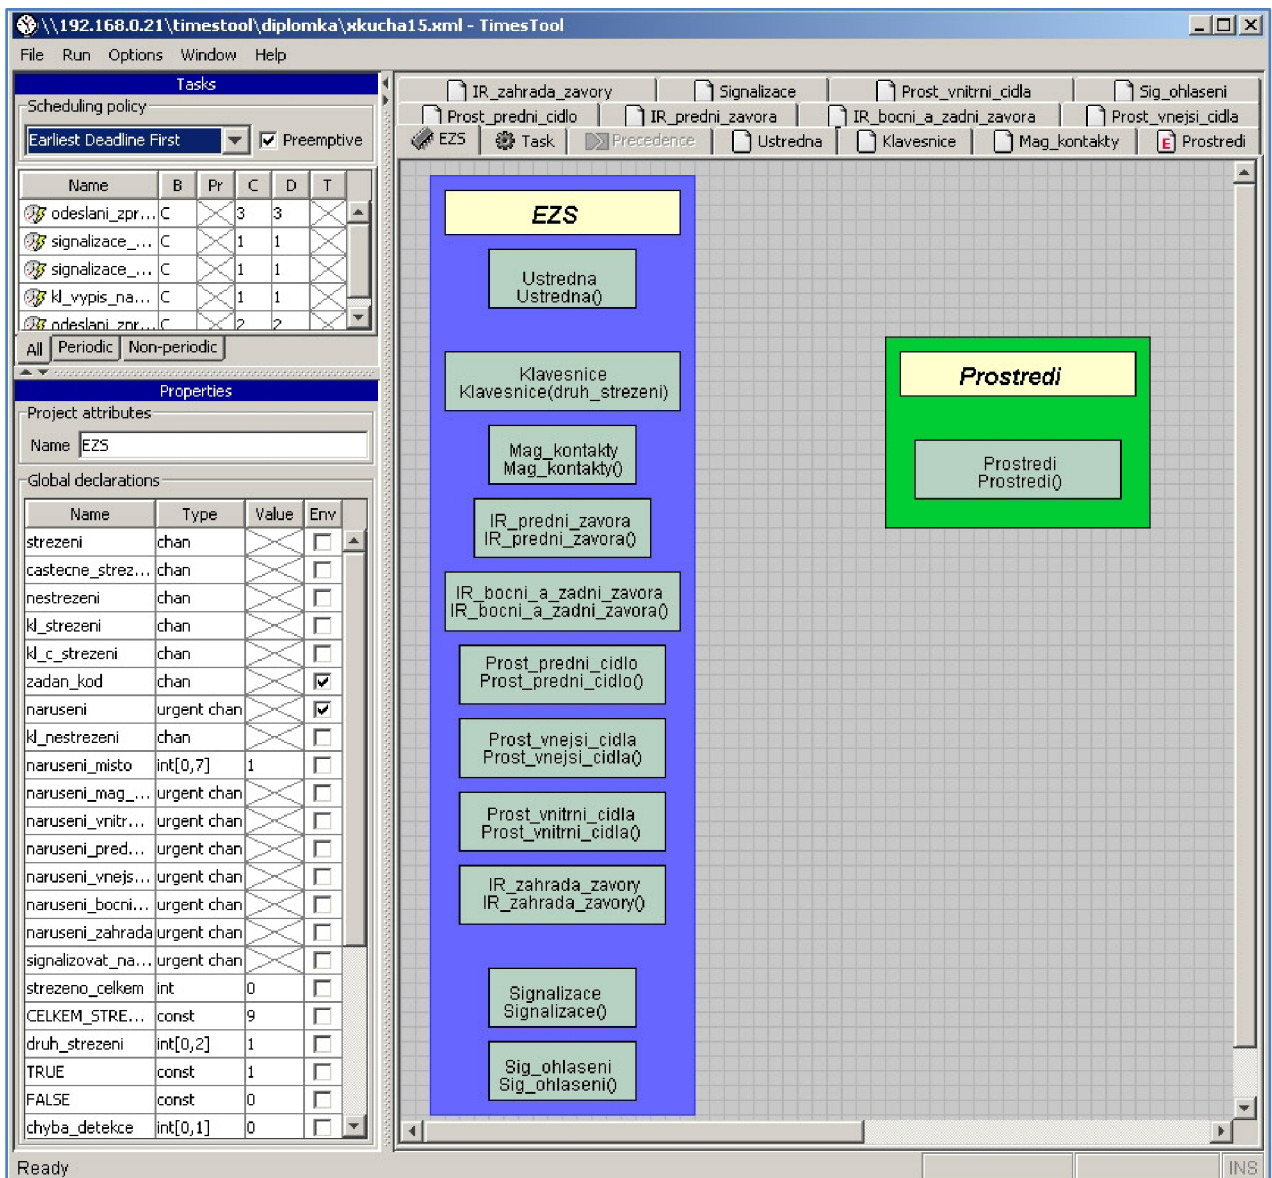 \\192.168.0.21\timestool\diplomka\xkucha15.xml - TimesTool
File Run Options Window Help
Tasks
Scheduling policy
Earliest Deadline First Preemptive
Name B Pr C D T
odeslani_zpr... C 3 3
signalizace_... C 1 1
signalizace_... C 1 1
kl_vypis_na... C 1 1
odeslani_zpr... C 2 2
All Periodic Non-periodic
Properties
Project attributes
Name EZS
Global declarations
Name Type Value Env
strezeni chan
castecne_strez... chan
nestrezeni chan
kl_strezeni chan
kl_c_strezeni chan
zadan_kod chan
naruseni urgent chan
kl_nestrezeni chan
naruseni_misto int[0,7] 1
naruseni_mag_... urgent chan
naruseni_vnitr... urgent chan
naruseni_pred... urgent chan
naruseni_vnejs... urgent chan
naruseni_bocni... urgent chan
naruseni_zahrada urgent chan
signalizovat_na... urgent chan
strezeno_celkem int 0
CELKEM_STRE... const 9
druh_strezeni int[0,2] 1
TRUE const 1
FALSE const 0
chyba_detekce int[0,1] 0
IR_zahrada_zavory Signalizace Prost_vnitrni_cidla Sig_ohlaseni
Prost_predni_cidlo IR_predni_zavora IR_bocni_a_zadni_zavora Prost_vnejsi_cidla
EZS Task Precedence Ustredna Klavesnice Mag_kontakty E Prostredi
EZS
Ustredna
Ustredna()
Klavesnice
Klavesnice(druh_strezeni)
Mag_kontakty
Mag_kontakty()
IR_predni_zavora
IR_predni_zavora()
IR_bocni_a_zadni_zavora
IR_bocni_a_zadni_zavora()
Prost_predni_cidlo
Prost_predni_cidlo()
Prost_vnejsi_cidla
Prost_vnejsi_cidla()
Prost_vnitrni_cidla
Prost_vnitrni_cidla()
IR_zahrada_zavory
IR_zahrada_zavory()
Signalizace
Signalizace()
Sig_ohlaseni
Sig_ohlaseni()
Prostredi
Prostredi
Prostredi()
Ready INS